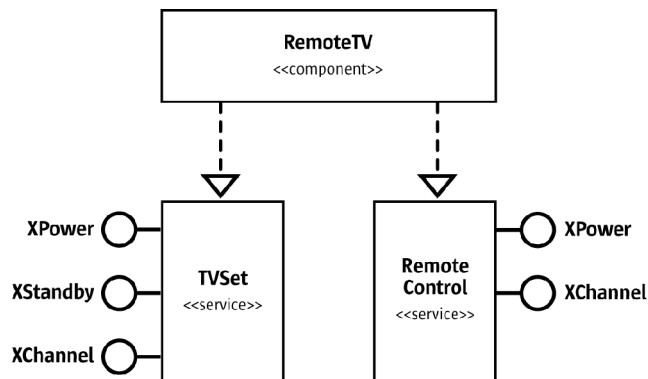 RemoteTV
<<component>>
XPower
XStandby
XChannel
TVSet
<<service>>
Remote
Control
<<service>>
XPower
XChannel